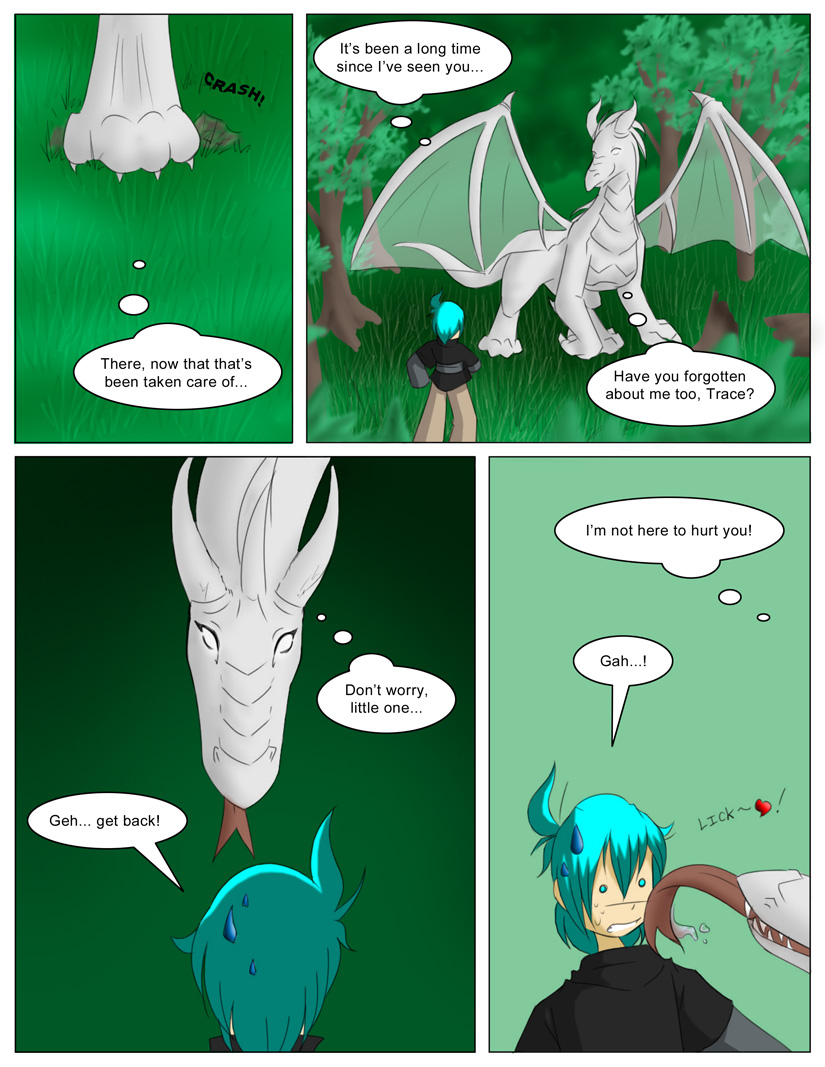 CRASH!
There, now that that's
been taken care of...
It's been a long time
since I've seen you...
Have you forgotten
about me too, Trace?
Don't worry,
little one...
Geh... get back!
I'm not here to hurt you!
Gah...!
LICK~ !